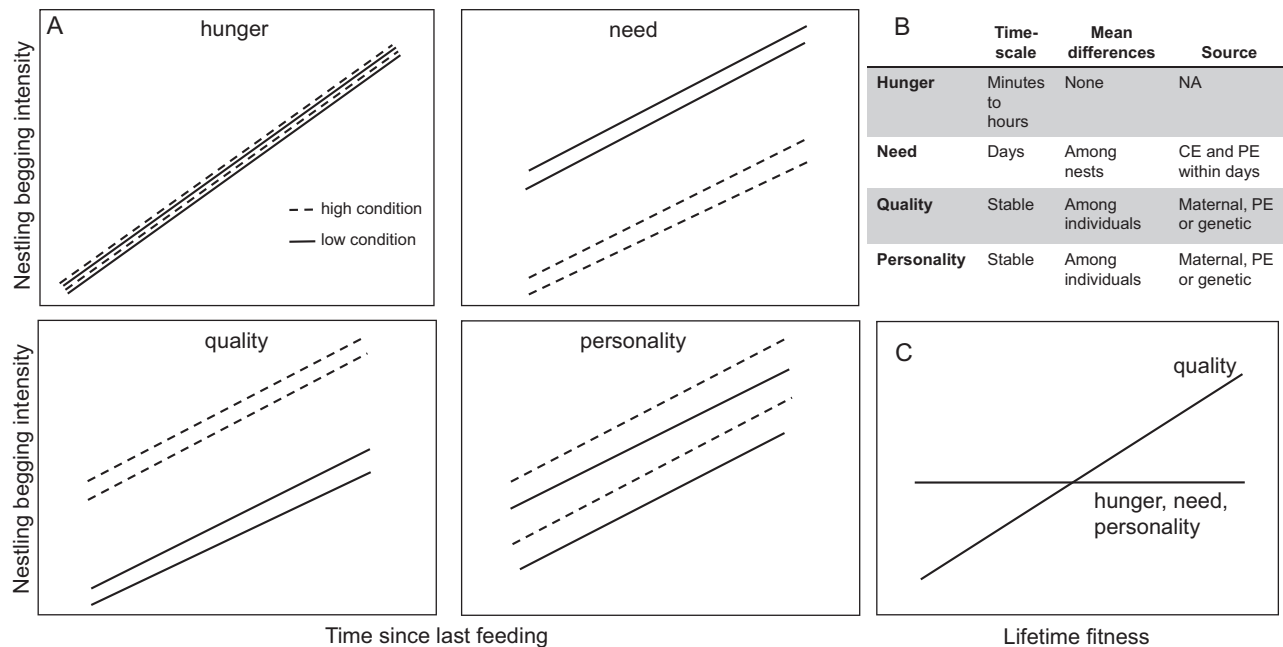 A
hunger
need
Nestling begging intensity
high condition
low condition
B
Time-
scale
Mean
differences
Source
Hunger
Minutes
to
hours
None
NA
Need
Days
Among
nests
CE and PE
within days
Quality
Stable
Among
individuals
Maternal, PE
or genetic
Personality
Stable
Among
individuals
Maternal, PE
or genetic
quality
personality
Nestling begging intensity
Time since last feeding
C
quality
hunger, need,
personality
Lifetime fitness